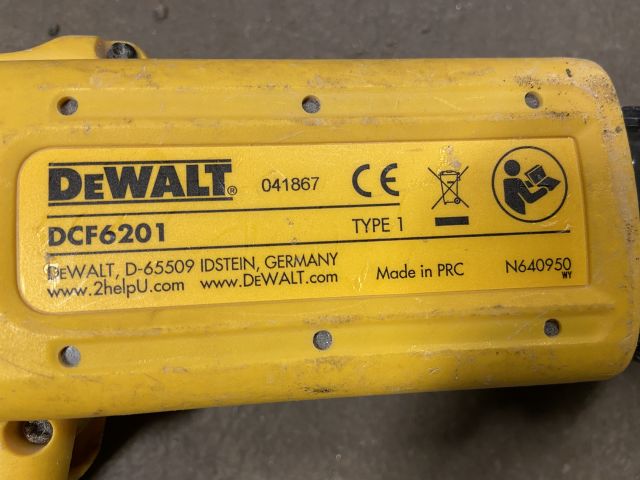 DEWALT® 041867 CE
DCF6201 TYPE 1
DEWALT, D-65509 IDSTEIN, GERMANY
www.2helpU.com www.DEWALT.com Made in PRC N640950
WY